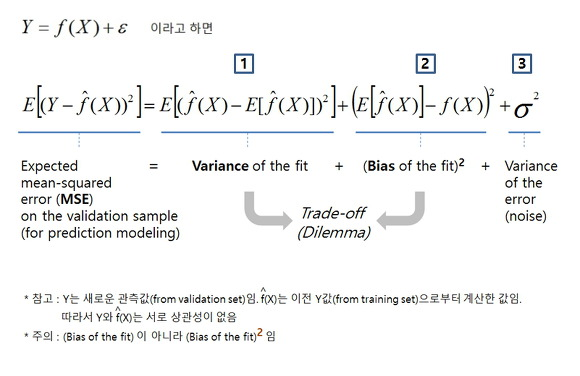 Y = f(X) + ε 이라고 하면
1 2 3
E[(Y − f̂(X))²] = E[(f̂(X) − E[f̂(X)])²] + (E[f̂(X)] − f(X))² + σ²
Expected = Variance of the fit + (Bias of the fit)² + Variance
mean-squared of the error
error (MSE) (noise)
on the validation sample
(for prediction modeling)
Trade-off
(Dilemma)
* 참고 : Y는 새로운 관측값(from validation set)임. f̂(X)는 이전 Y값(from training set)으로부터 계산한 값임.
따라서 Y와 f̂(X)는 서로 상관성이 없음
* 주의 : (Bias of the fit) 이 아니라 (Bias of the fit)² 임